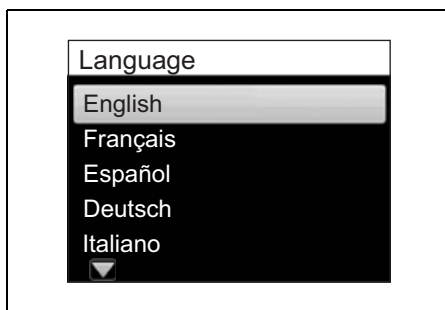 Language
English
Français
Español
Deutsch
Italiano